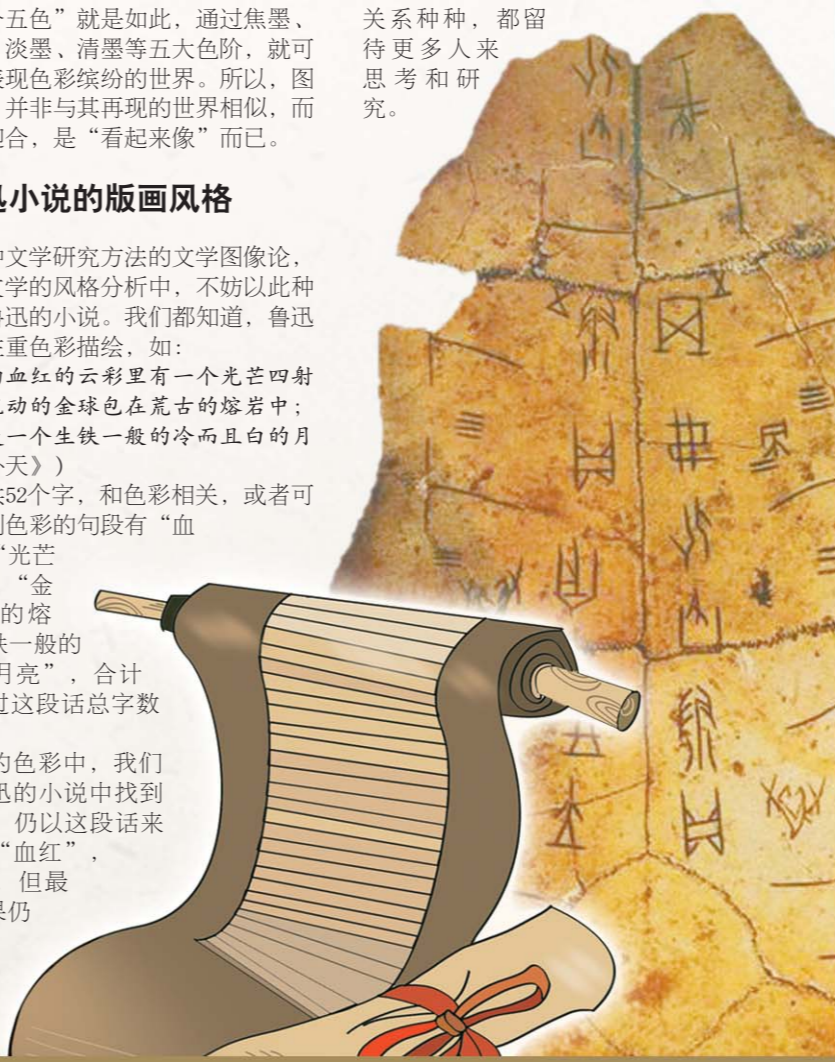 五色”就是如此，通过焦墨、
淡墨、清墨等五大色阶，就可
表现色彩缤纷的世界。所以，图
并非与其再现的世界相似，而
合，是“看起来像”而已。
小说的版画风格
文学研究方法的文学图像论，
文学的风格分析中，不妨以此种
鲁迅的小说。我们都知道，鲁迅
注重色彩描绘，如：
血红的云彩里有一个光芒四射
动的金球包在荒古的熔岩中；
一个生铁一般的冷而且白的月
天》）
52个字，和色彩相关，或者可
到色彩的句段有“血
“光芒
“金
的熔
铁一般的
月亮”，合计
过这段话总字数
的色彩中，我们
迅的小说中找到
仍以这段话来
“血红”，
但最
果仍
关系种种，都留
待更多人来
思考和研
究。